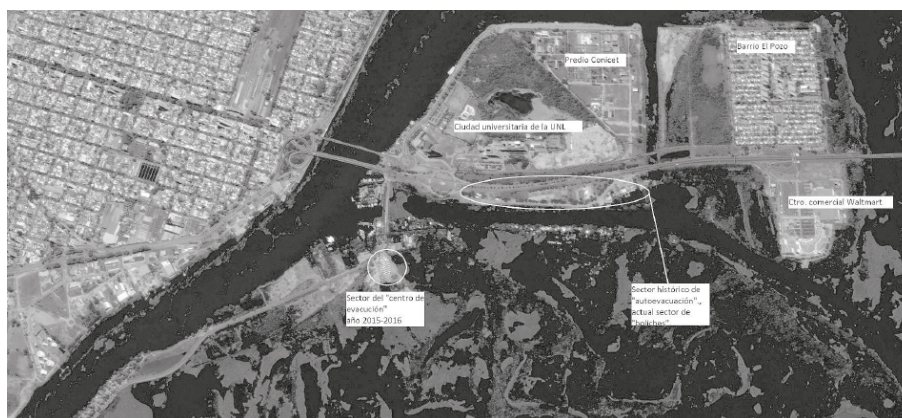 Predio Conicet
Barrio El Pozo
Ciudad universitaria de la UNL
Ctro. comercial Waltmart
Sector del "centro de
evacución"
año 2015-2016
Sector histórico de
"autoevacuación".,
actual sector de
"boliches".